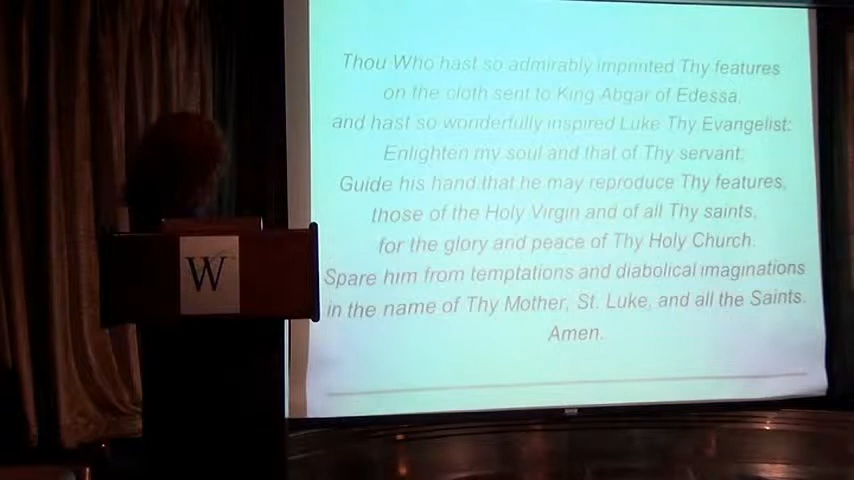 Thou Who hast so admirably imprinted Thy features
on the cloth sent to King Abgar of Edessa,
and hast so wonderfully inspired Luke Thy Evangelist:
Enlighten my soul and that of Thy servant;
Guide his hand that he may reproduce Thy features,
those of the Holy Virgin and of all Thy saints,
for the glory and peace of Thy Holy Church.
Spare him from temptations and diabolical imaginations
in the name of Thy Mother, St. Luke, and all the Saints.
Amen.
W